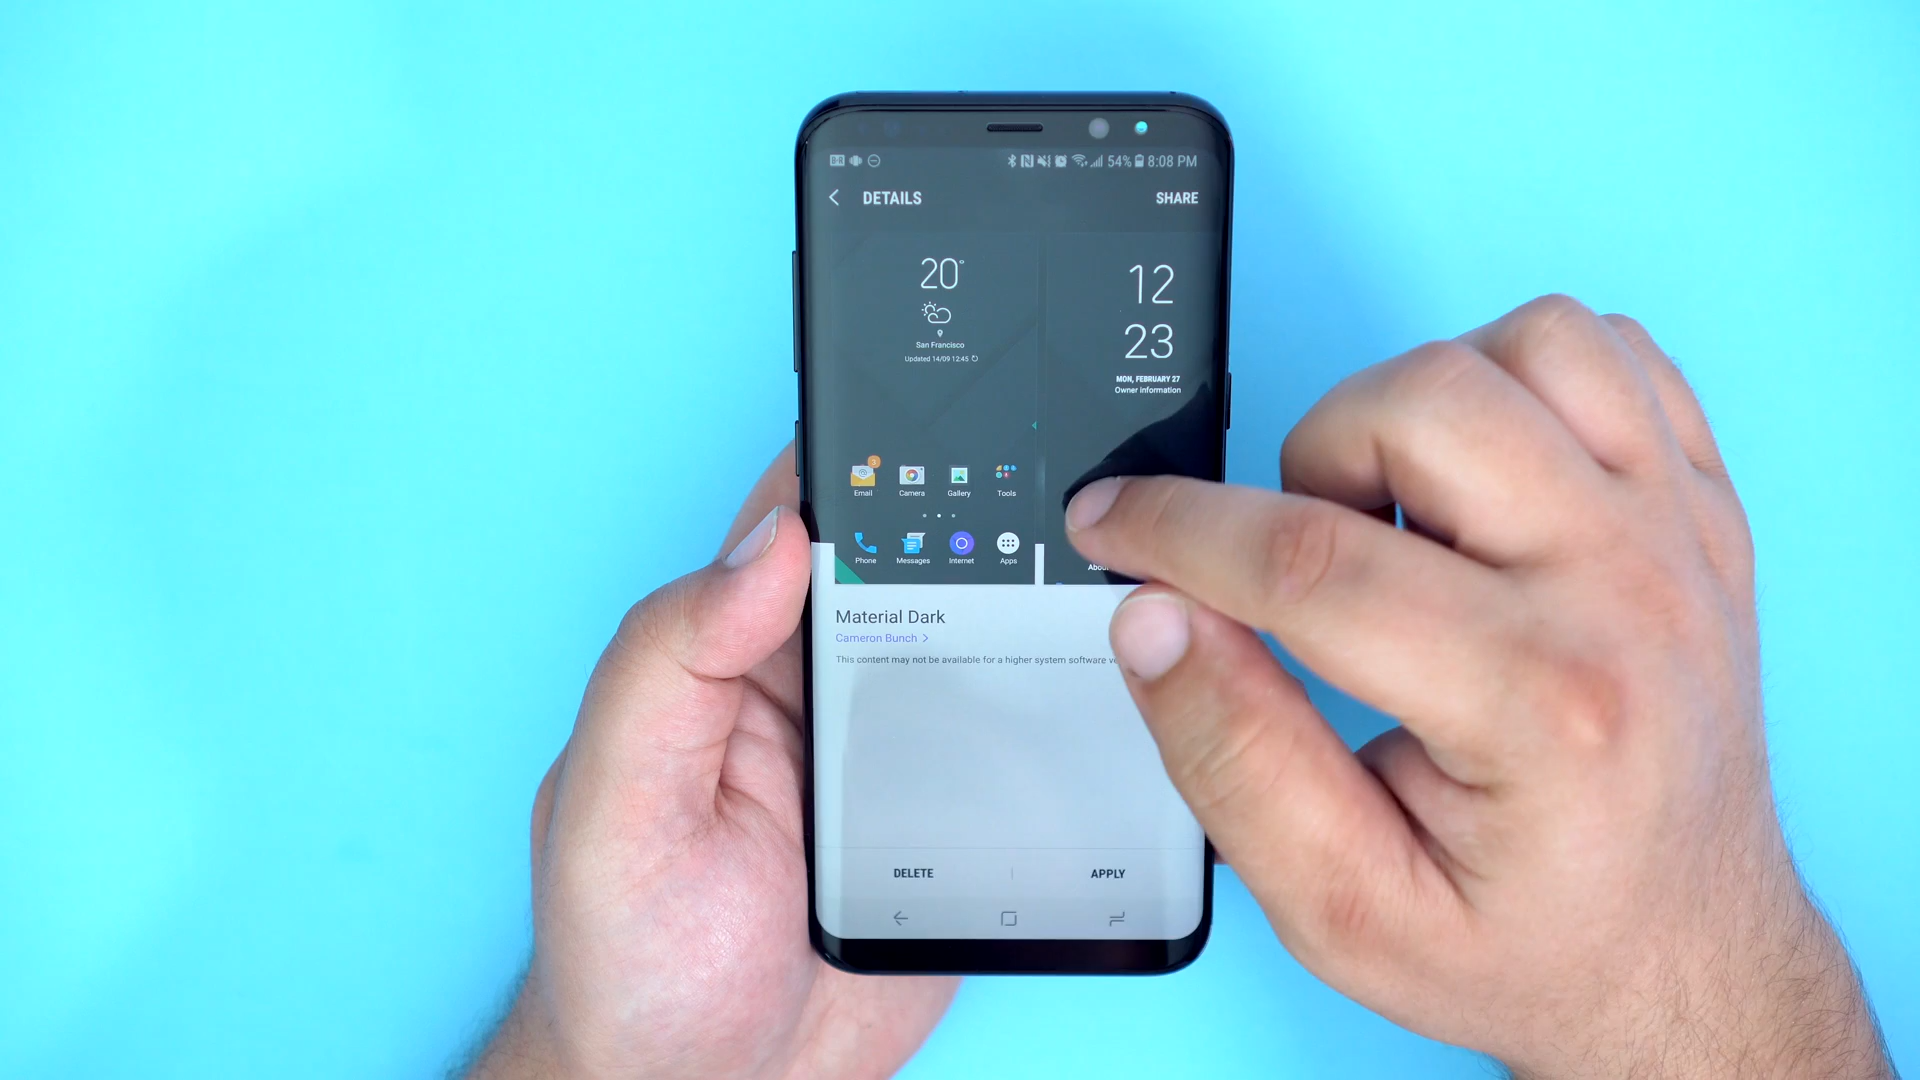 54% 8:08 PM
DETAILS
SHARE
20°
San Francisco
Updated 14/09 12:45
12
23
MON, FEBRUARY 27
Owner information
3
Email Camera Gallery Tools
Phone Messages Internet Apps
Material Dark
Cameron Bunch >
This content may not be available for a higher system software
DELETE
APPLY